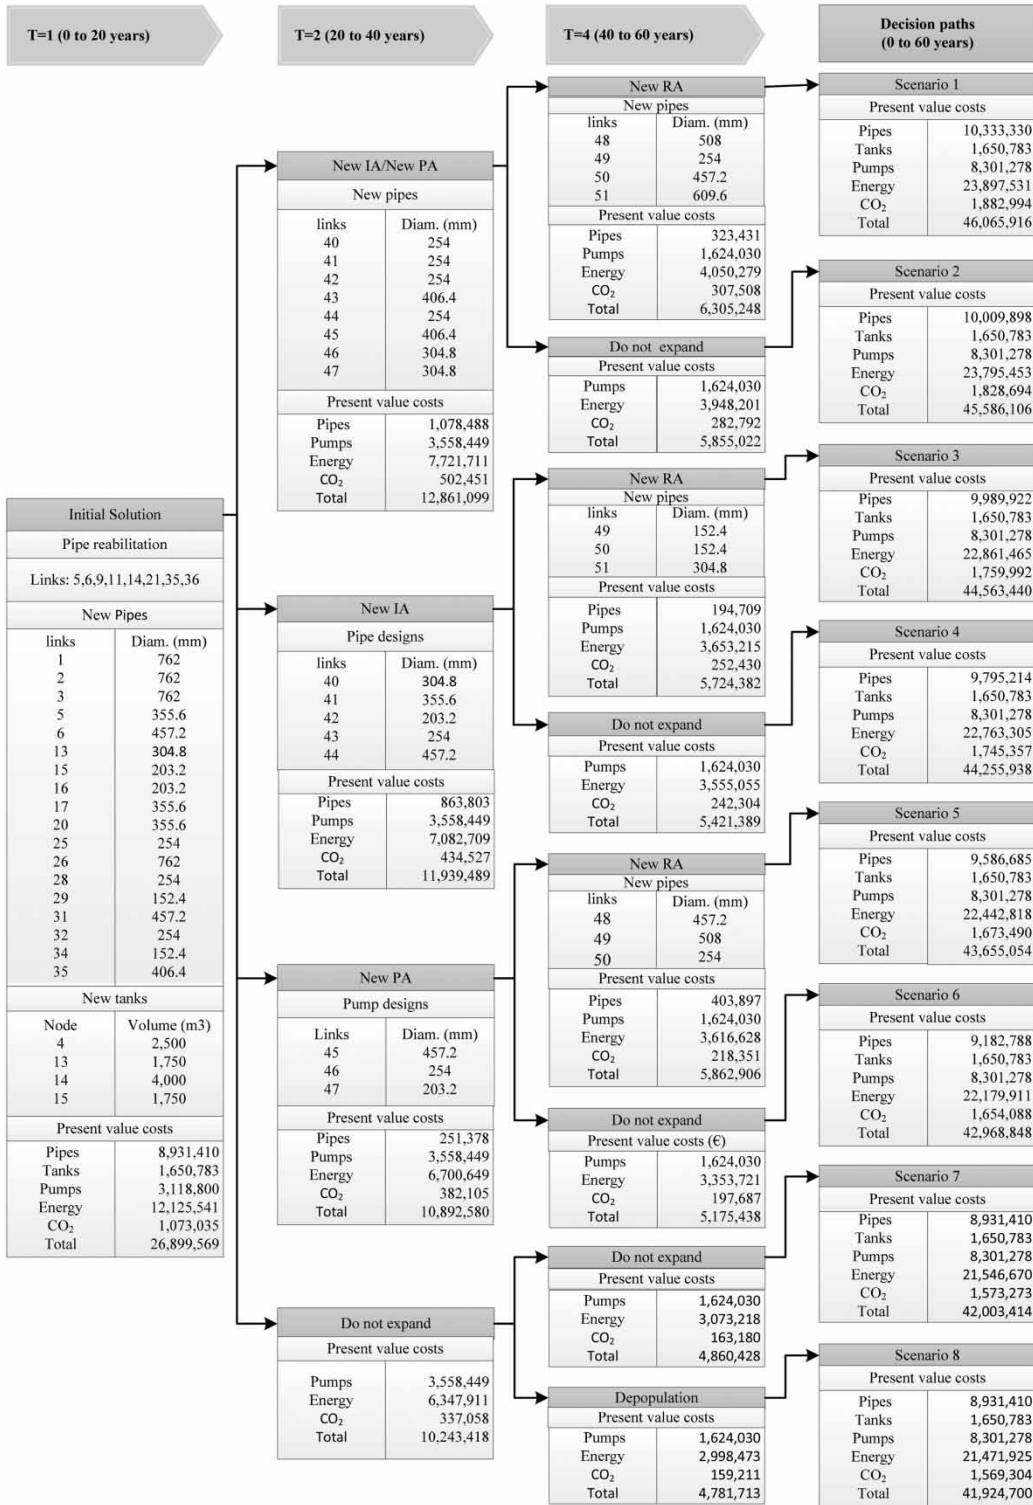 T=1 (0 to 20 years)
T=2 (20 to 40 years)
T=4 (40 to 60 years)
Decision paths
(0 to 60 years)
Initial Solution
Pipe reabilitation
Links: 5,6,9,11,14,21,35,36
New Pipes
links Diam. (mm)
1 762
2 762
3 762
5 355.6
6 457.2
13 304.8
15 203.2
16 203.2
17 355.6
20 355.6
25 254
26 762
28 254
29 152.4
31 457.2
32 254
34 152.4
35 406.4
New tanks
Node Volume (m3)
4 2,500
13 1,750
14 4,000
15 1,750
Present value costs
Pipes 8,931,410
Tanks 1,650,783
Pumps 3,118,800
Energy 12,125,541
CO₂ 1,073,035
Total 26,899,569
New IA/New PA
New pipes
links Diam. (mm)
40 254
41 254
42 254
43 406.4
44 254
45 406.4
46 304.8
47 304.8
Present value costs
Pipes 1,078,488
Pumps 3,558,449
Energy 7,721,711
CO₂ 502,451
Total 12,861,099
New IA
Pipe designs
links Diam. (mm)
40 304.8
41 355.6
42 203.2
43 254
44 457.2
Present value costs
Pipes 863,803
Pumps 3,558,449
Energy 7,082,709
CO₂ 434,527
Total 11,939,489
New PA
Pump designs
Links Diam. (mm)
45 457.2
46 254
47 203.2
Present value costs
Pipes 251,378
Pumps 3,558,449
Energy 6,700,649
CO₂ 382,105
Total 10,892,580
Do not expand
Present value costs
Pumps 3,558,449
Energy 6,347,911
CO₂ 337,058
Total 10,243,418
New RA
New pipes
links Diam. (mm)
48 508
49 254
50 457.2
51 609.6
Present value costs
Pipes 323,431
Pumps 1,624,030
Energy 4,050,279
CO₂ 307,508
Total 6,305,248
Do not expand
Present value costs
Pumps 1,624,030
Energy 3,948,201
CO₂ 282,792
Total 5,855,022
New RA
New pipes
links Diam. (mm)
49 152.4
50 152.4
51 304.8
Present value costs
Pipes 194,709
Pumps 1,624,030
Energy 3,653,215
CO₂ 252,430
Total 5,724,382
Do not expand
Present value costs
Pumps 1,624,030
Energy 3,555,055
CO₂ 242,304
Total 5,421,389
New RA
New pipes
links Diam. (mm)
48 457.2
49 508
50 254
Present value costs
Pipes 403,897
Pumps 1,624,030
Energy 3,616,628
CO₂ 218,351
Total 5,862,906
Do not expand
Present value costs (€)
Pumps 1,624,030
Energy 3,353,721
CO₂ 197,687
Total 5,175,438
Do not expand
Present value costs
Pumps 1,624,030
Energy 3,073,218
CO₂ 163,180
Total 4,860,428
Depopulation
Present value costs
Pumps 1,624,030
Energy 2,998,473
CO₂ 159,211
Total 4,781,713
Scenario 1
Present value costs
Pipes 10,333,330
Tanks 1,650,783
Pumps 8,301,278
Energy 23,897,531
CO₂ 1,882,994
Total 46,065,916
Scenario 2
Present value costs
Pipes 10,009,898
Tanks 1,650,783
Pumps 8,301,278
Energy 23,795,453
CO₂ 1,828,694
Total 45,586,106
Scenario 3
Present value costs
Pipes 9,989,922
Tanks 1,650,783
Pumps 8,301,278
Energy 22,861,465
CO₂ 1,759,992
Total 44,563,440
Scenario 4
Present value costs
Pipes 9,795,214
Tanks 1,650,783
Pumps 8,301,278
Energy 22,763,305
CO₂ 1,745,357
Total 44,255,938
Scenario 5
Present value costs
Pipes 9,586,685
Tanks 1,650,783
Pumps 8,301,278
Energy 22,442,818
CO₂ 1,673,490
Total 43,655,054
Scenario 6
Present value costs
Pipes 9,182,788
Tanks 1,650,783
Pumps 8,301,278
Energy 22,179,911
CO₂ 1,654,088
Total 42,968,848
Scenario 7
Present value costs
Pipes 8,931,410
Tanks 1,650,783
Pumps 8,301,278
Energy 21,546,670
CO₂ 1,573,273
Total 42,003,414
Scenario 8
Present value costs
Pipes 8,931,410
Tanks 1,650,783
Pumps 8,301,278
Energy 21,471,925
CO₂ 1,569,304
Total 41,924,700